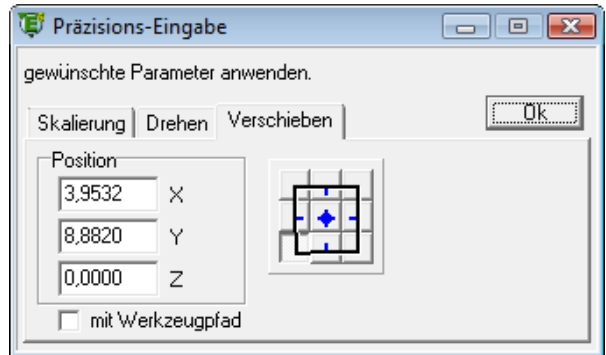 Präzisions-Eingabe
gewünschte Parameter anwenden.
Skalierung Drehen Verschieben Ok
Position
3,9532 X
8,8820 Y
0,0000 Z
mit Werkzeugpfad